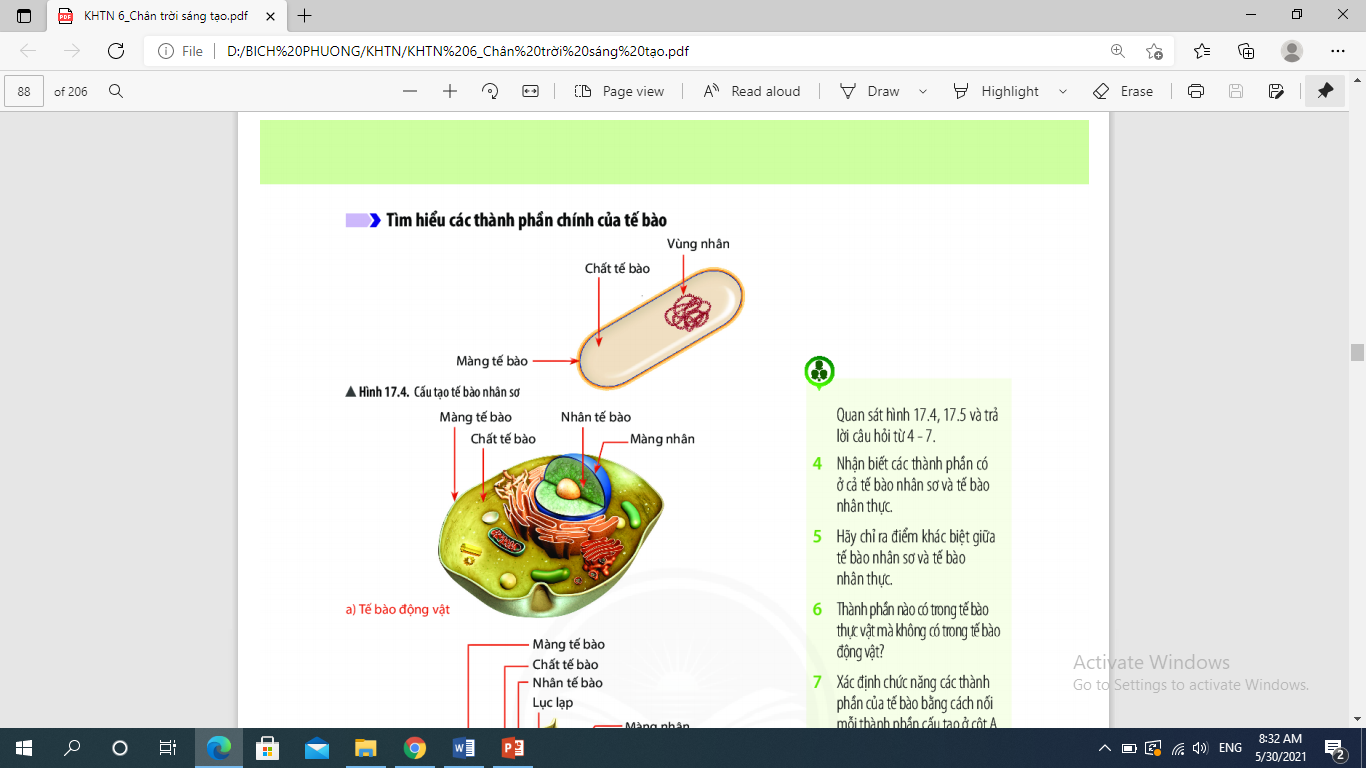 KHTN 6_Chân trời sáng tạo.pdf
File
D:/BICH%20PHUONG/KHTN/KHTN%206_Chân%20trời%20sáng%20tạo.pdf
88 of 206
Page view
Read aloud
Draw
Highlight
Erase
Tìm hiểu các thành phần chính của tế bào
Vùng nhân
Chất tế bào
Màng tế bào
▲ Hình 17.4. Cấu tạo tế bào nhân sơ
Màng tế bào
Nhân tế bào
Chất tế bào
Màng nhân
a) Tế bào động vật
Màng tế bào
Chất tế bào
Nhân tế bào
Lục lạp
Màng nhân
Quan sát hình 17.4, 17.5 và trả
lời câu hỏi từ 4 - 7.
4 Nhận biết các thành phần có
ở cả tế bào nhân sơ và tế bào
nhân thực.
5 Hãy chỉ ra điểm khác biệt giữa
tế bào nhân sơ và tế bào
nhân thực.
6 Thành phần nào có trong tế bào
thực vật mà không có trong tế bào
động vật?
7 Xác định chức năng các thành
phần của tế bào bằng cách nối
mỗi thành phần cấu tạo ở cột A
Activate Windows
Go to Settings to activate Windows.
ENG
8:32 AM
5/30/2021
2